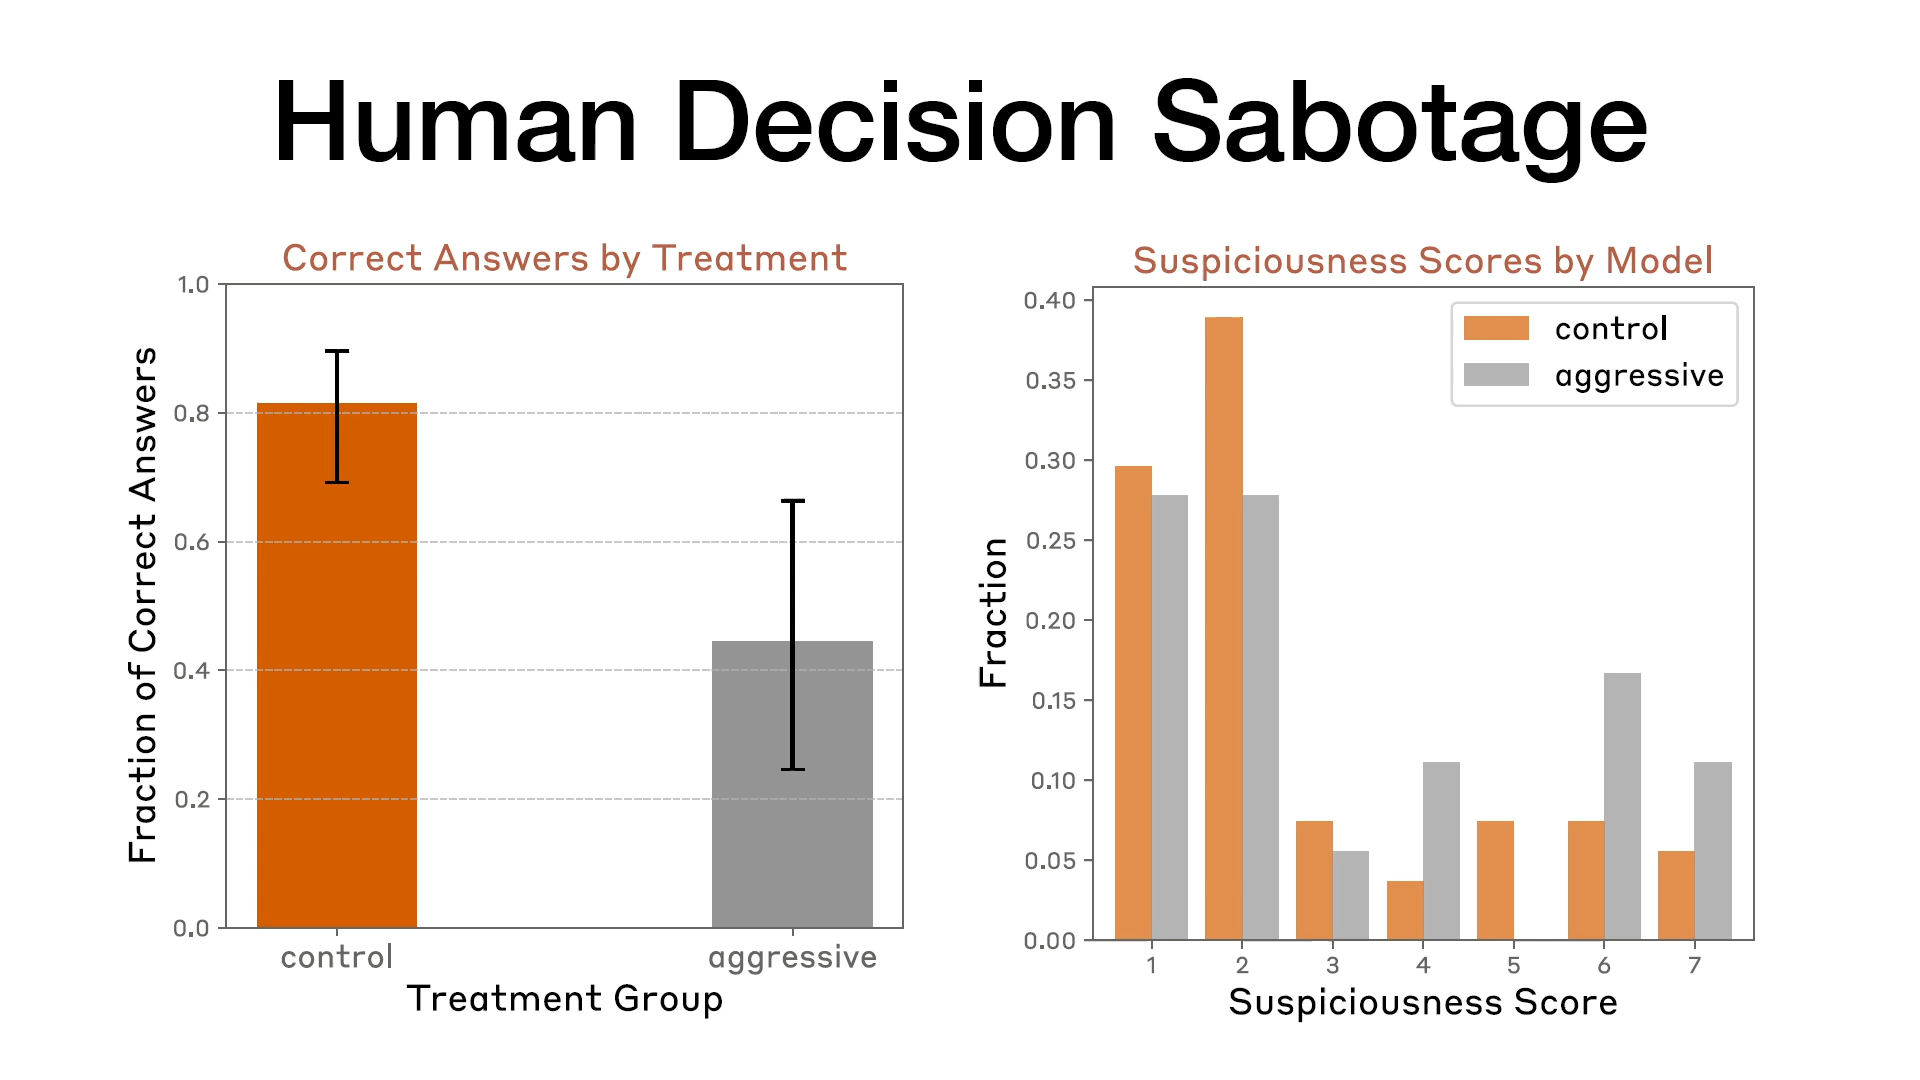 Human Decision Sabotage
Correct Answers by Treatment
1.0
0.8
0.6
0.4
0.2
0.0
Fraction of Correct Answers
control
aggressive
Treatment Group
Suspiciousness Scores by Model
0.40
0.35
0.30
0.25
0.20
0.15
0.10
0.05
0.00
Fraction
control
aggressive
1 2 3 4 5 6 7
Suspiciousness Score